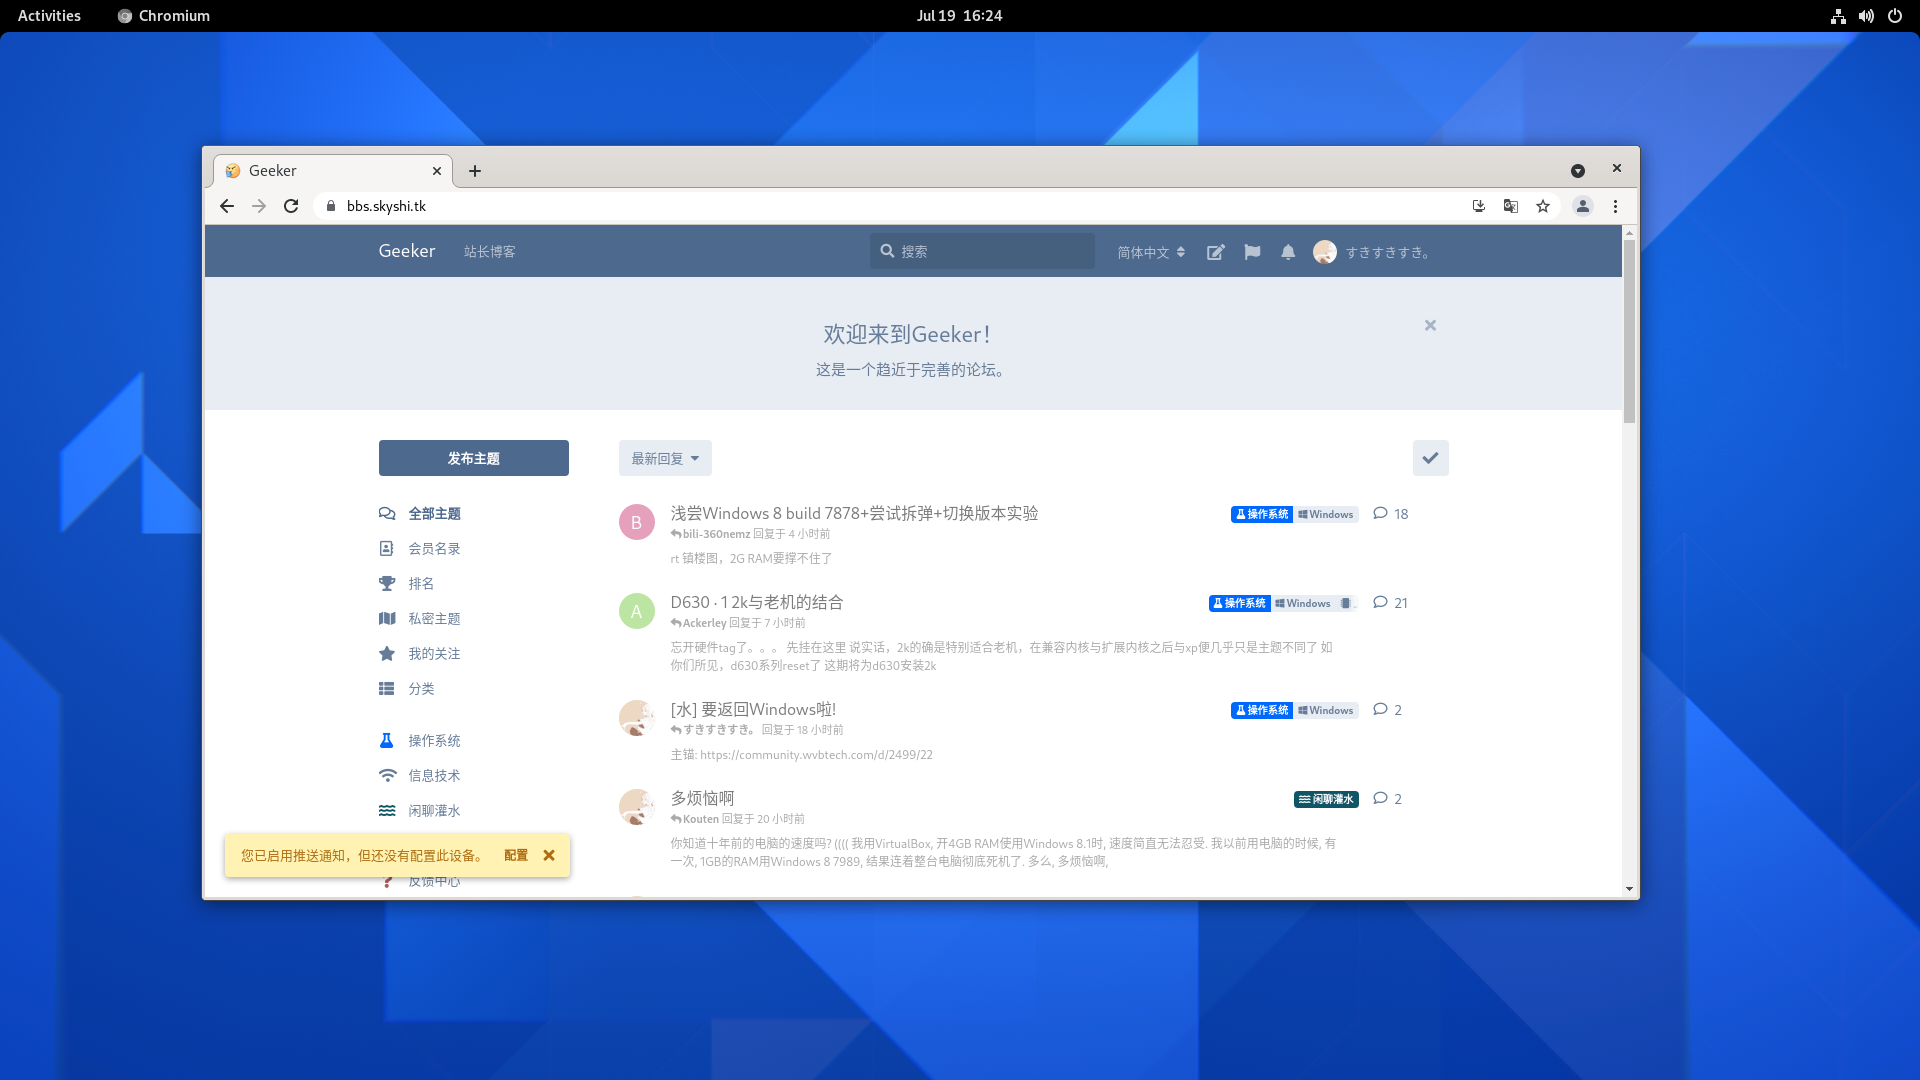 Activities
Chromium
Jul 19 16:24
Geeker
bbs.skyshi.tk
Geeker
站长博客
搜索
简体中文
すきすきすき。
欢迎来到Geeker!
这是一个趋近于完善的论坛。
发布主题
最新回复
全部主题
会员名录
排名
私密主题
我的关注
分类
操作系统
信息技术
闲聊灌水
反馈中心
您已启用推送通知，但还没有配置此设备。 配置
B
浅尝Windows 8 build 7878+尝试拆弹+切换版本实验
操作系统 Windows 18
bili-360nemz 回复于 4 小时前
rt 镇楼图，2G RAM要撑不住了
A
D630 · 1 2k与老机的结合
操作系统 Windows 21
Ackerley 回复于 7 小时前
忘开硬件tag了。。。 先挂在这里 说实话，2k的确是特别适合老机，在兼容内核与扩展内核之后与xp便几乎只是主题不同了 如
你们所见，d630系列reset了 这期将为d630安装2k
[水] 要返回Windows啦!
操作系统 Windows 2
すきすきすき。 回复于 18 小时前
主锚: https://community.wvbtech.com/d/2499/22
多烦恼啊
闲聊灌水 2
Kouten 回复于 20 小时前
你知道十年前的电脑的速度吗? (((( 我用VirtualBox, 开4GB RAM使用Windows 8.1时, 速度简直无法忍受. 我以前用电脑的时候, 有
一次, 1GB的RAM用Windows 8 7989, 结果连着整台电脑彻底死机了. 多么, 多烦恼啊,